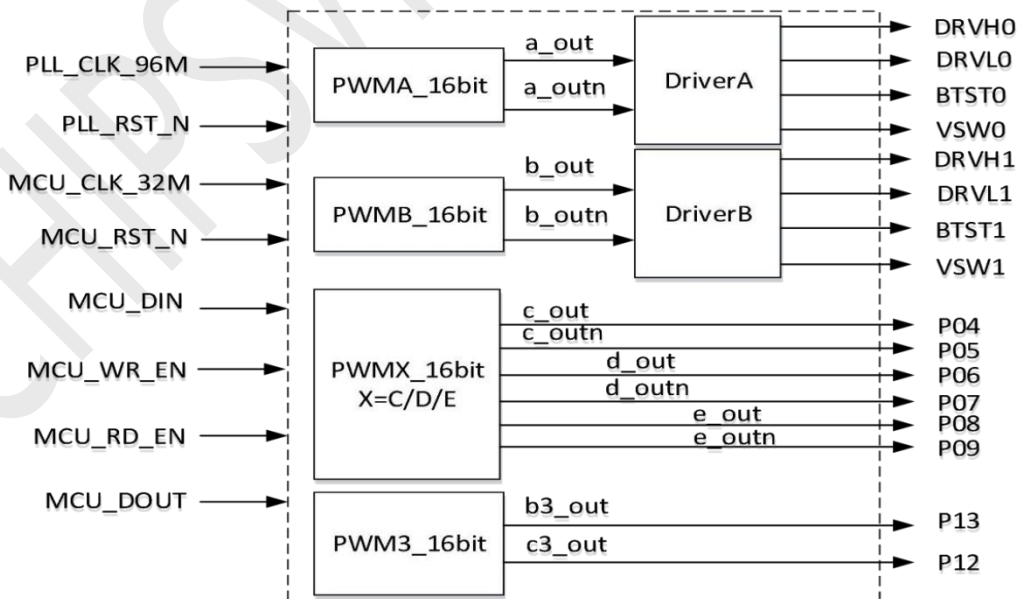 PLL_CLK_96M
PLL_RST_N
MCU_CLK_32M
MCU_RST_N
MCU_DIN
MCU_WR_EN
MCU_RD_EN
MCU_DOUT
PWMA_16bit
a_out
a_outn
DriverA
DRVH0
DRVL0
BTST0
VSW0
PWMB_16bit
b_out
b_outn
DriverB
DRVH1
DRVL1
BTST1
VSW1
PWMX_16bit
X=C/D/E
c_out
c_outn
d_out
d_outn
e_out
e_outn
P04
P05
P06
P07
P08
P09
PWM3_16bit
b3_out
c3_out
P13
P12